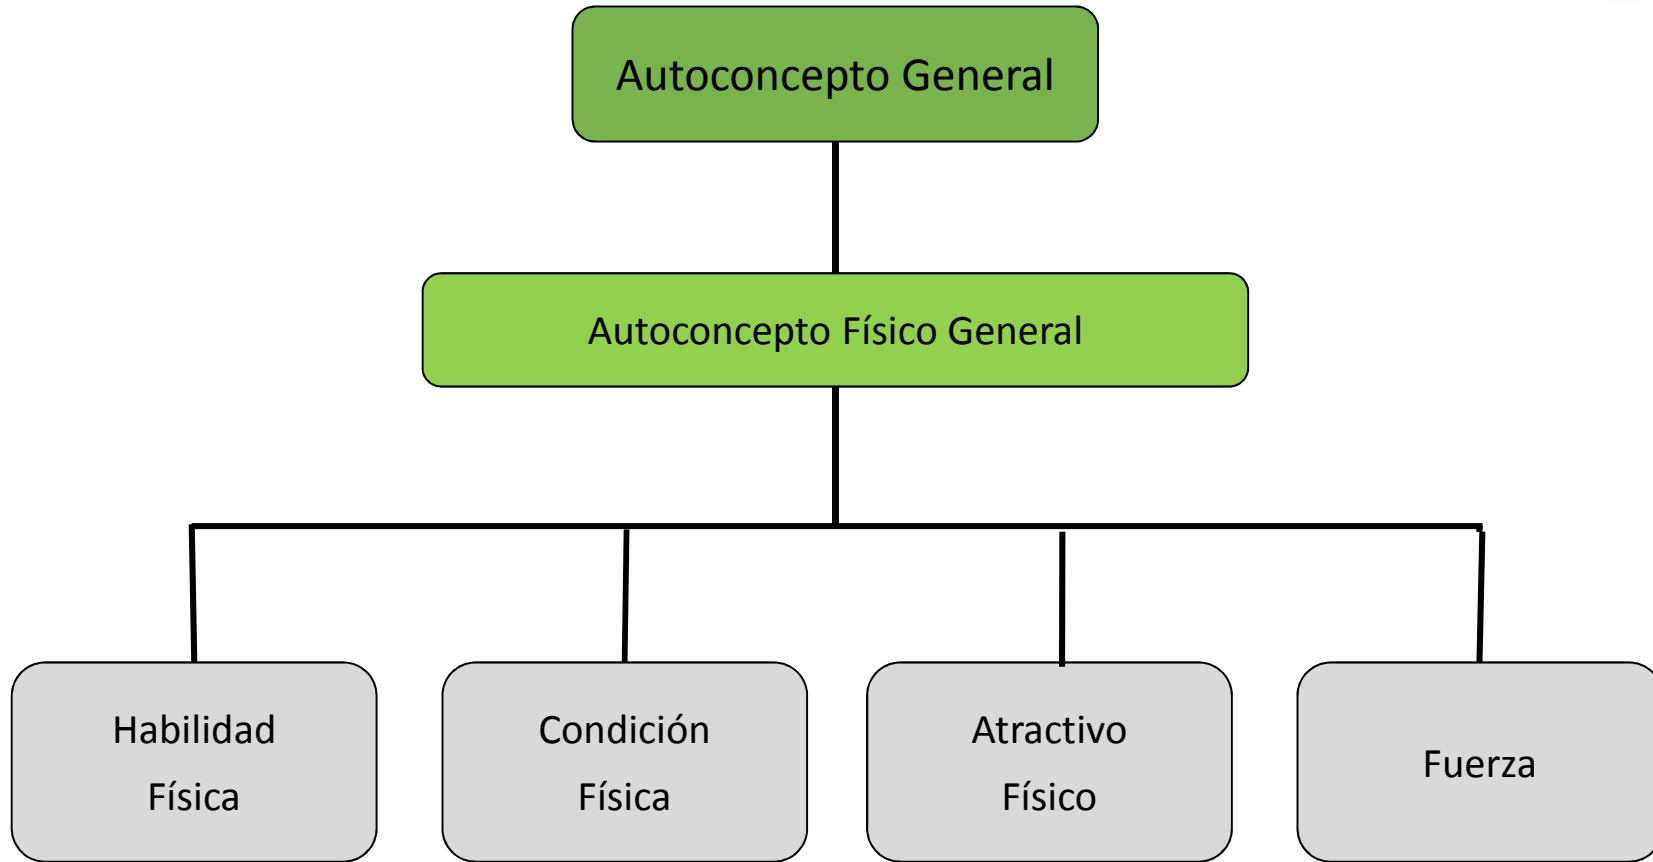 Autoconcepto General
Autoconcepto Físico General
Habilidad
Física
Condición
Física
Atractivo
Físico
Fuerza